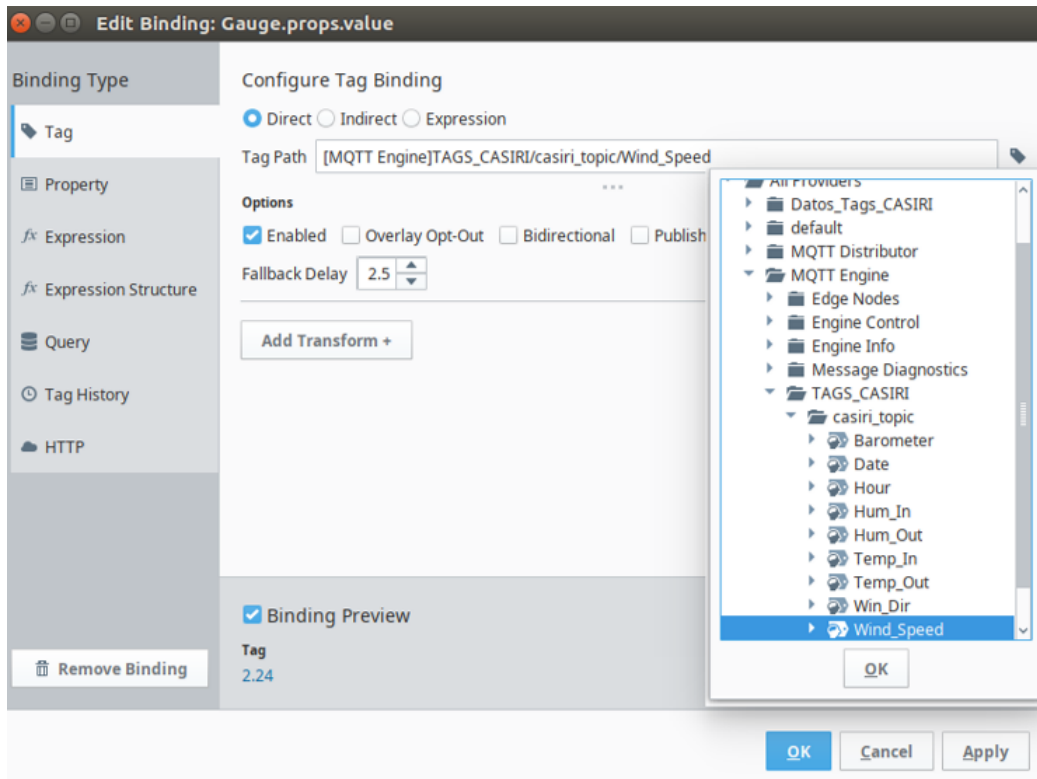 Edit Binding: Gauge.props.value
Binding Type
Tag
Property
fx Expression
fx Expression Structure
Query
Tag History
HTTP
Remove Binding
Configure Tag Binding
Direct Indirect Expression
Tag Path [MQTT Engine]TAGS_CASIRI/casiri_topic/Wind_Speed
Options
Enabled Overlay Opt-Out Bidirectional Publish
Fallback Delay 2.5
Add Transform +
Binding Preview
Tag
2.24
All Providers
Datos_Tags_CASIRI
default
MQTT Distributor
MQTT Engine
Edge Nodes
Engine Control
Engine Info
Message Diagnostics
TAGS_CASIRI
casiri_topic
Barometer
Date
Hour
Hum_In
Hum_Out
Temp_In
Temp_Out
Win_Dir
Wind_Speed
OK
OK Cancel Apply